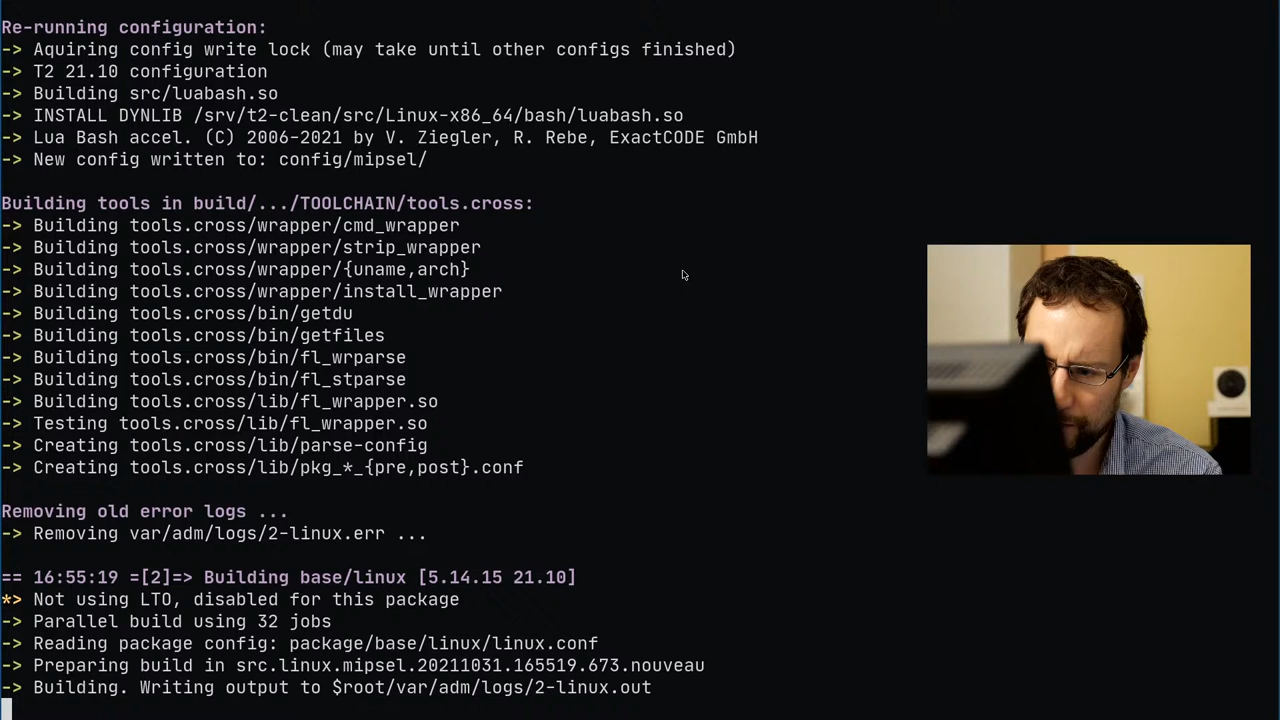 Re-running configuration:
-> Aquiring config write lock (may take until other configs finished)
-> T2 21.10 configuration
-> Building src/luabash.so
-> INSTALL DYNLIB /srv/t2-clean/src/Linux-x86_64/bash/luabash.so
-> Lua Bash accel. (C) 2006-2021 by V. Ziegler, R. Rebe, ExactCODE GmbH
-> New config written to: config/mipsel/
Building tools in build/.../TOOLCHAIN/tools.cross:
-> Building tools.cross/wrapper/cmd_wrapper
-> Building tools.cross/wrapper/strip_wrapper
-> Building tools.cross/wrapper/{uname,arch}
-> Building tools.cross/wrapper/install_wrapper
-> Building tools.cross/bin/getdu
-> Building tools.cross/bin/getfiles
-> Building tools.cross/bin/fl_wrparse
-> Building tools.cross/bin/fl_stparse
-> Building tools.cross/lib/fl_wrapper.so
-> Testing tools.cross/lib/fl_wrapper.so
-> Creating tools.cross/lib/parse-config
-> Creating tools.cross/lib/pkg_*_{pre,post}.conf
Removing old error logs ...
-> Removing var/adm/logs/2-linux.err ...
== 16:55:19 =[2]=> Building base/linux [5.14.15 21.10]
*> Not using LTO, disabled for this package
-> Parallel build using 32 jobs
-> Reading package config: package/base/linux/linux.conf
-> Preparing build in src.linux.mipsel.20211031.165519.673.nouveau
-> Building. Writing output to $root/var/adm/logs/2-linux.out